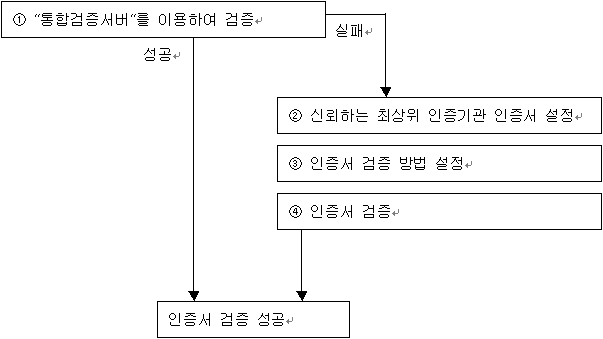 ① "통합검증서버"를 이용하여 검증↵
실패↵
성공↵
② 신뢰하는 최상위 인증기관 인증서 설정↵
③ 인증서 검증 방법 설정↵
④ 인증서 검증↵
인증서 검증 성공↵